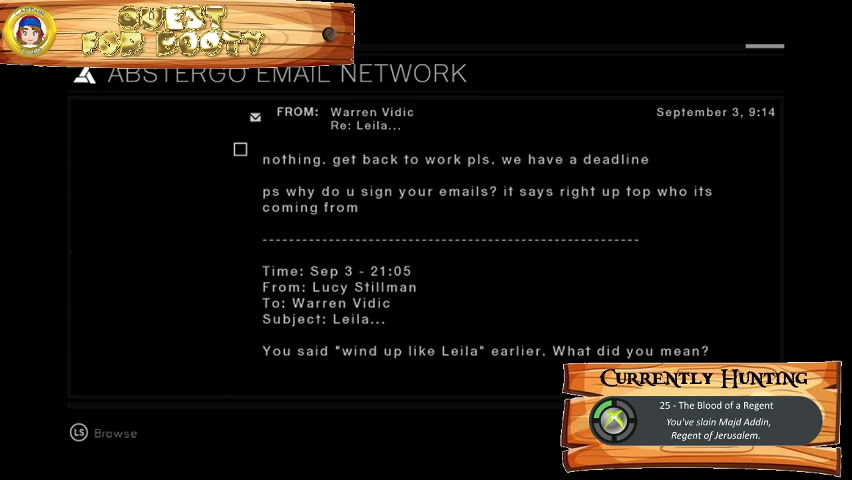 QUEST
FOR BOOTY
ABSTERGO EMAIL NETWORK
FROM: Warren Vidic September 3, 9:14
Re: Leila...
nothing. get back to work pls. we have a deadline
ps why do u sign your emails? it says right up top who its
coming from
----------------------------------------------------------
Time: Sep 3 - 21:05
From: Lucy Stillman
To: Warren Vidic
Subject: Leila...
You said "wind up like Leila" earlier. What did you mean?
Currently Hunting
25 - The Blood of a Regent
You've slain Majd Addin,
Regent of Jerusalem.
LS Browse